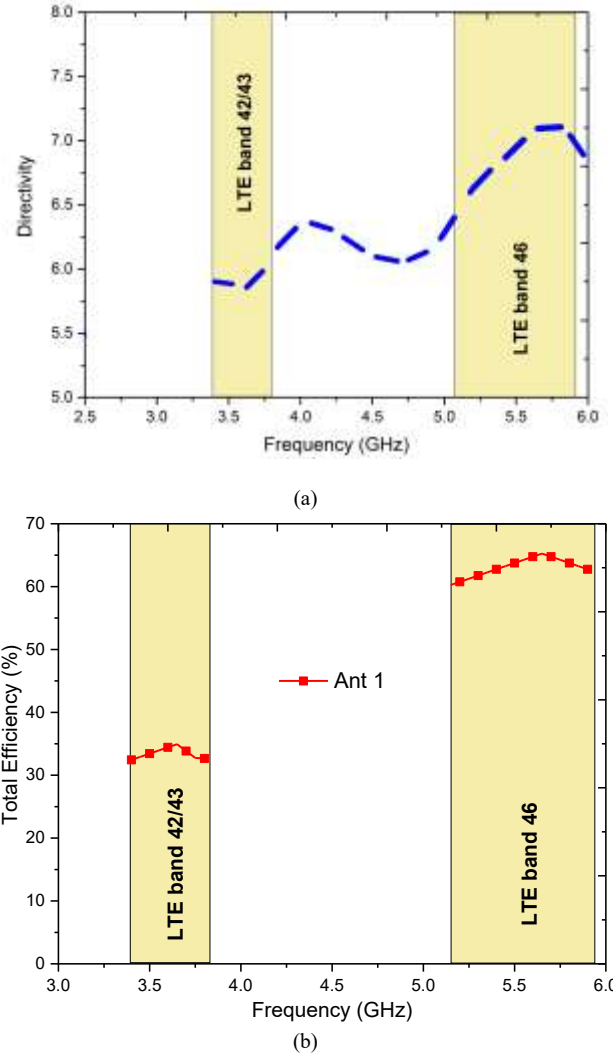 8.0
7.5
7.0
6.5
6.0
5.5
5.0
Directivity
LTE band 42/43
LTE band 46
2.5 3.0 3.5 4.0 4.5 5.0 5.5 6.0
Frequency (GHz)
(a)
70
60
50
40
30
20
10
0
Total Efficiency (%)
Ant 1
LTE band 42/43
LTE band 46
3.0 3.5 4.0 4.5 5.0 5.5 6.0
Frequency (GHz)
(b)